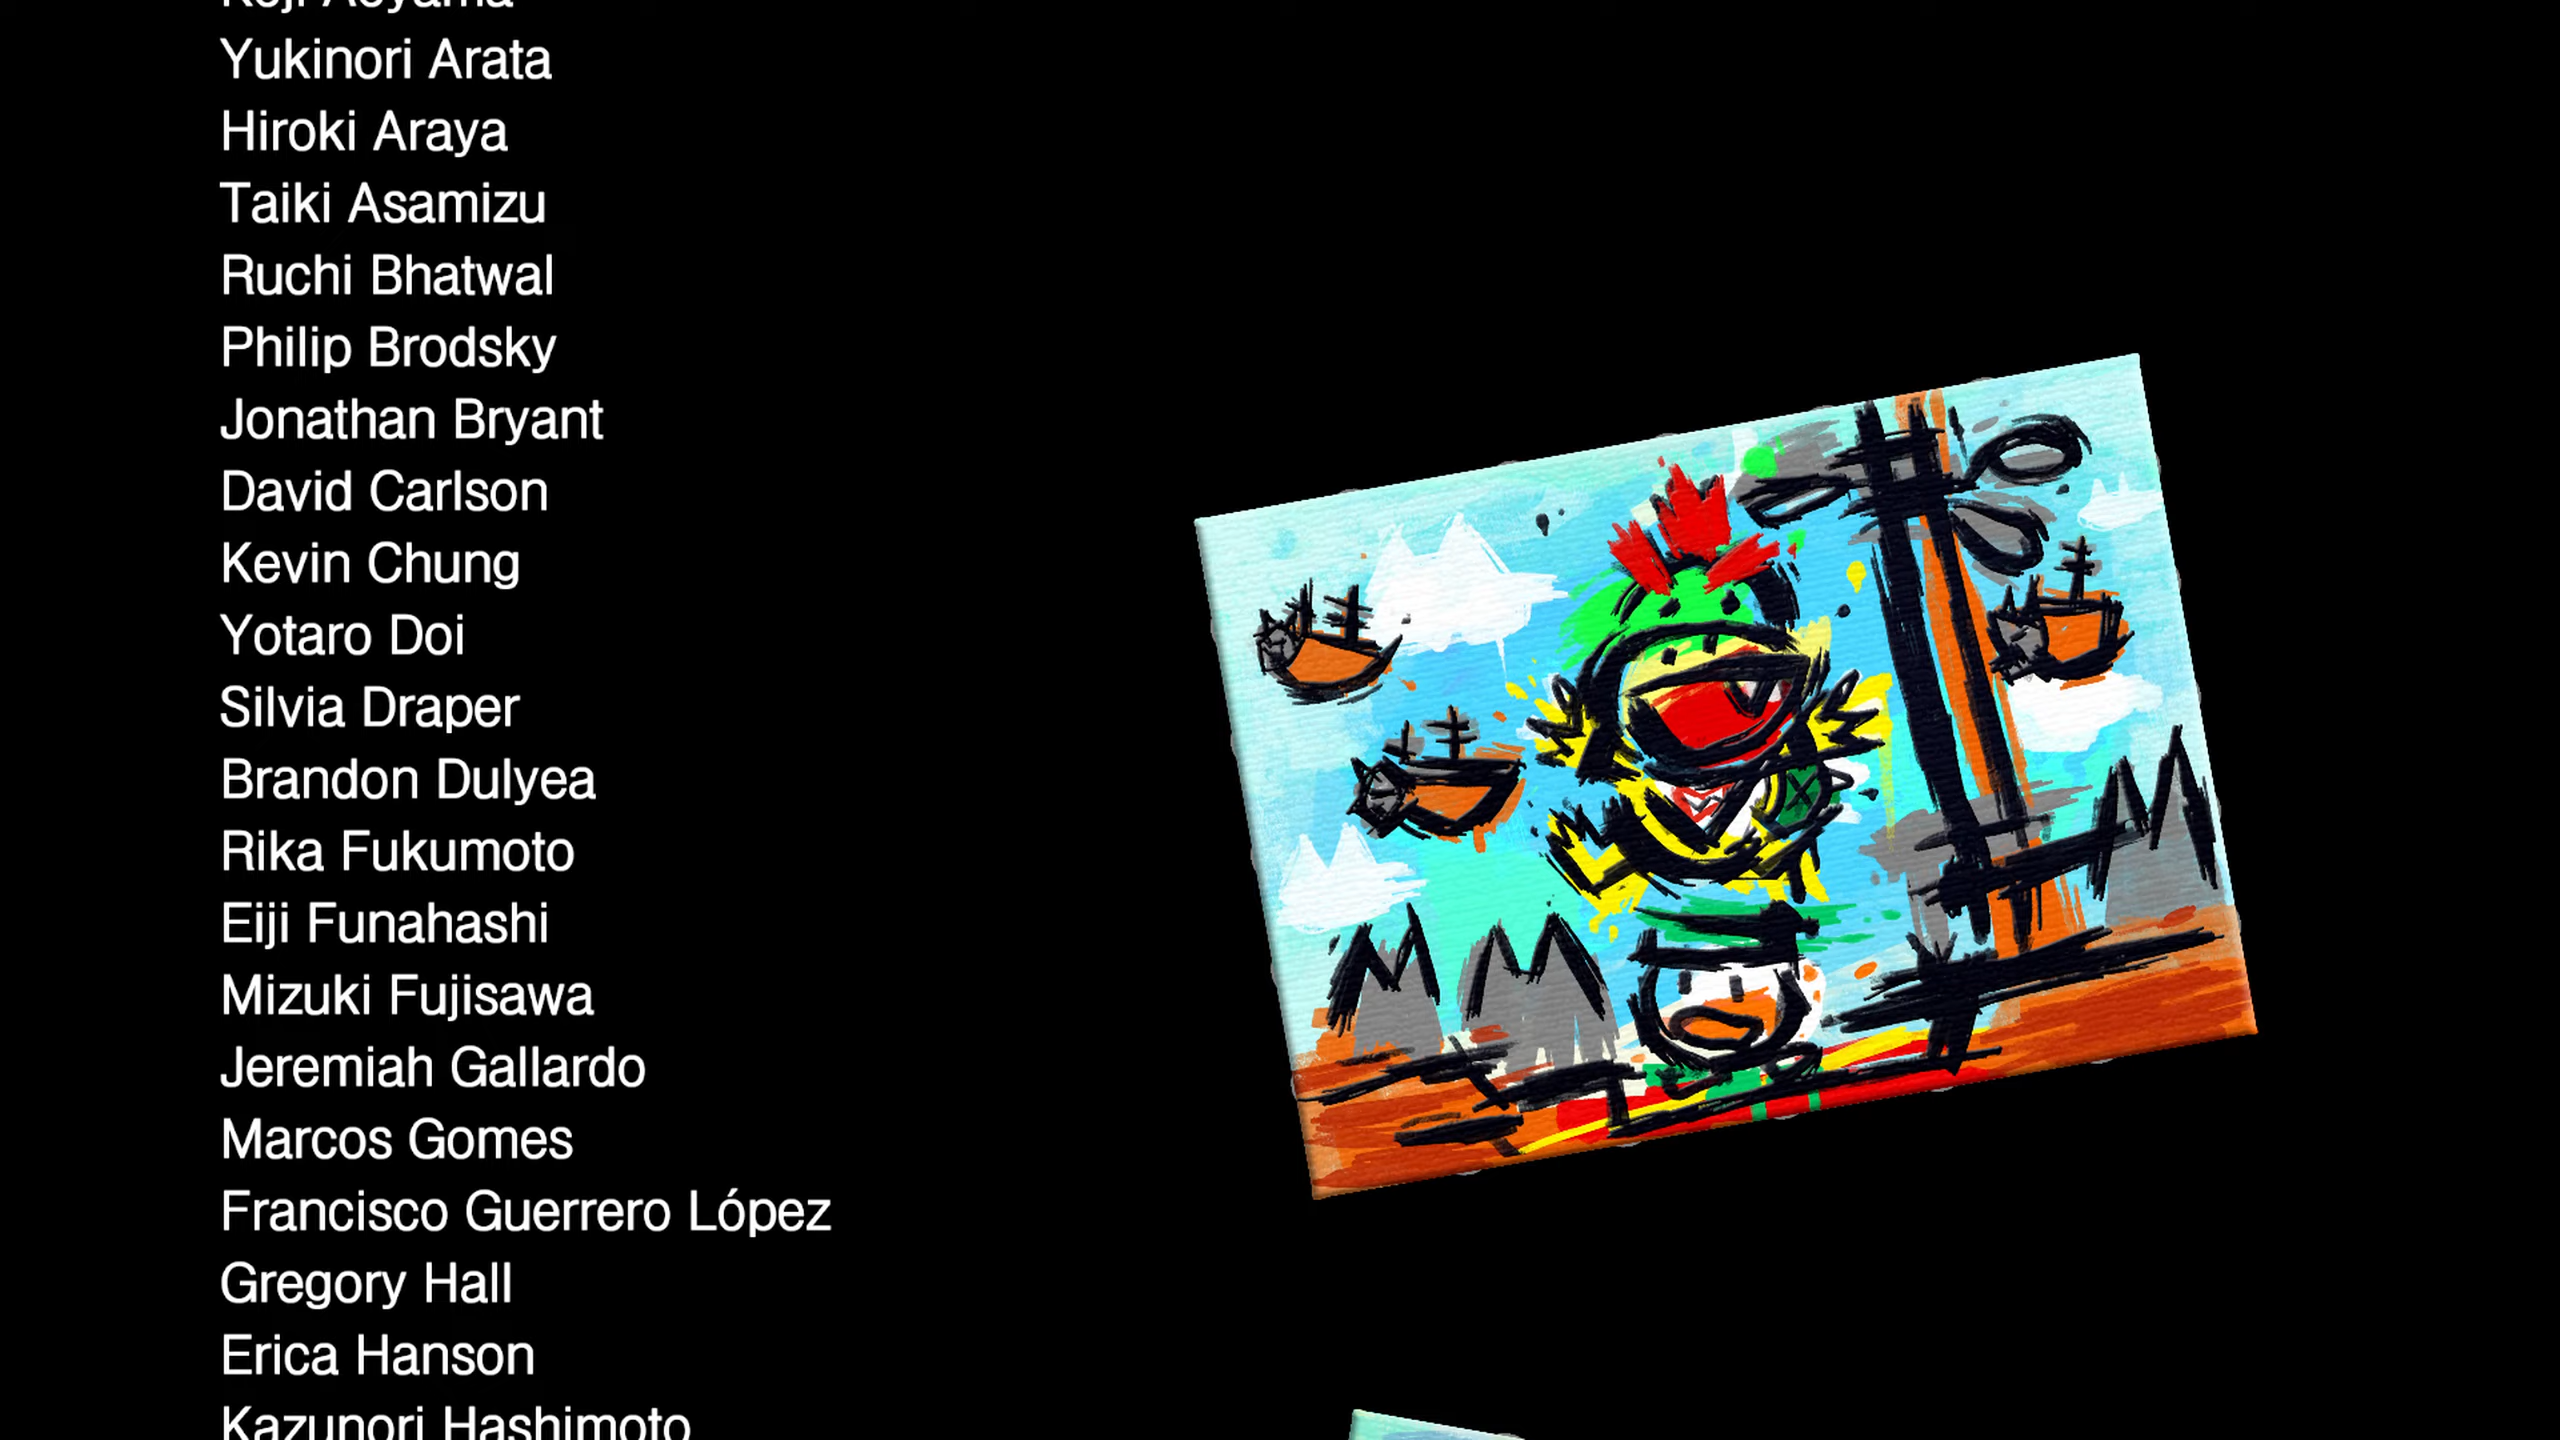 Koji Aoyama
Yukinori Arata
Hiroki Araya
Taiki Asamizu
Ruchi Bhatwal
Philip Brodsky
Jonathan Bryant
David Carlson
Kevin Chung
Yotaro Doi
Silvia Draper
Brandon Dulyea
Rika Fukumoto
Eiji Funahashi
Mizuki Fujisawa
Jeremiah Gallardo
Marcos Gomes
Francisco Guerrero López
Gregory Hall
Erica Hanson
Kazunori Hashimoto